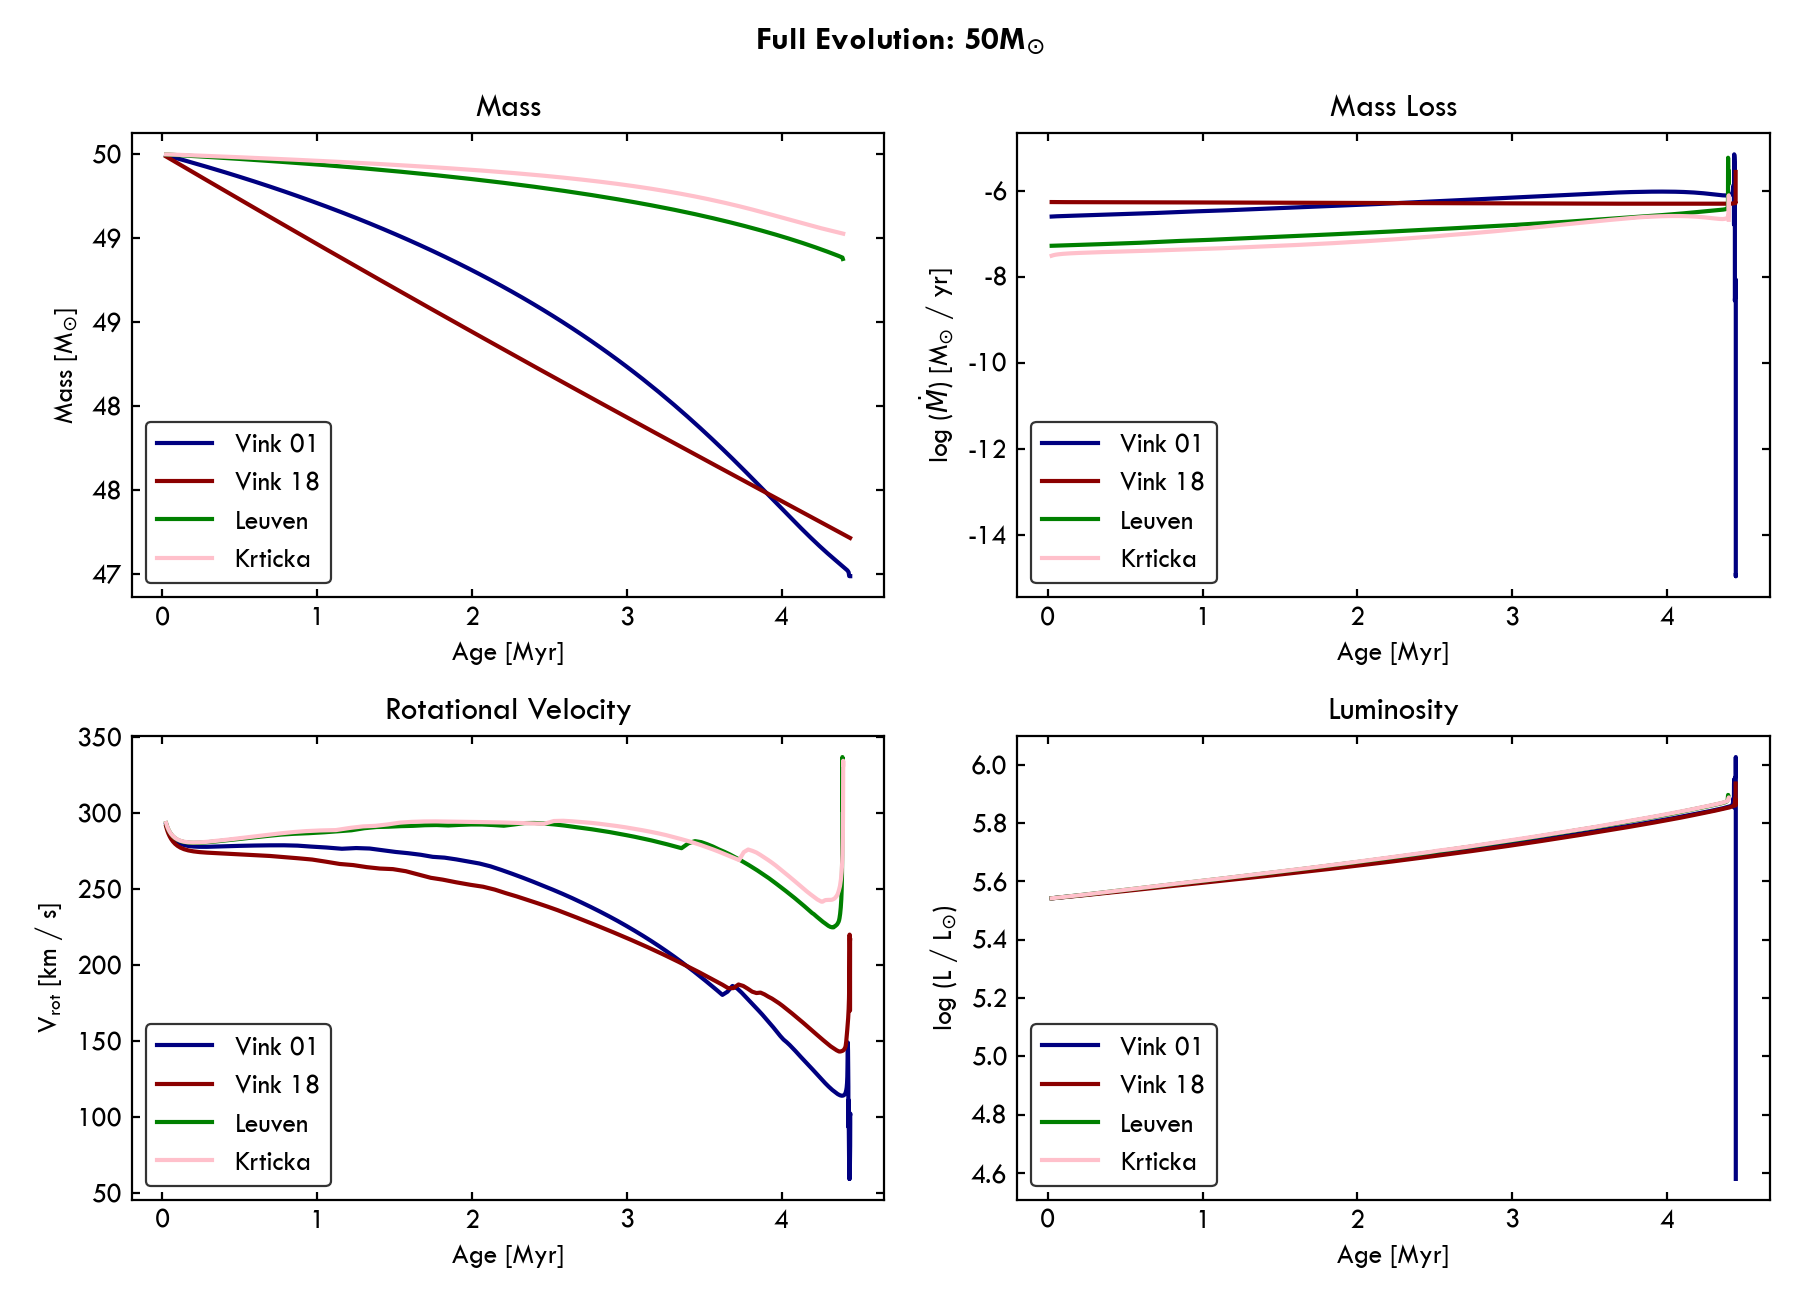 Full Evolution: 50M⊙
Mass
50
49
49
48
48
47
0 1 2 3 4
Mass [M⊙]
Age [Myr]
Vink 01
Vink 18
Leuven
Krticka
Mass Loss
-6
-8
-10
-12
-14
0 1 2 3 4
log (Ṁ) [M⊙ / yr]
Age [Myr]
Vink 01
Vink 18
Leuven
Krticka
Rotational Velocity
350
300
250
200
150
100
50
0 1 2 3 4
Vrot [km / s]
Age [Myr]
Vink 01
Vink 18
Leuven
Krticka
Luminosity
6.0
5.8
5.6
5.4
5.2
5.0
4.8
4.6
0 1 2 3 4
log (L / L⊙)
Age [Myr]
Vink 01
Vink 18
Leuven
Krticka